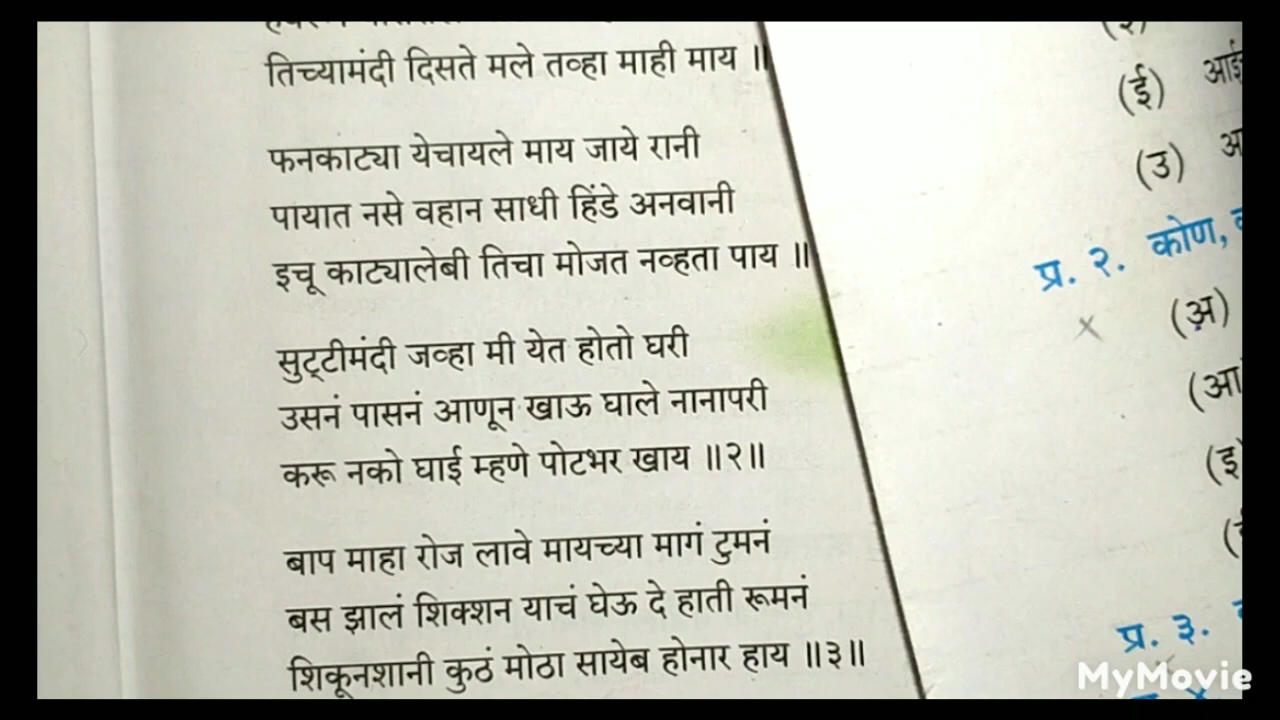 तिच्यामंदी दिसते मले तव्हा माही माय ॥
फनकाट्या येचायले माय जाये रानी
पायात नसे वहान साधी हिंडे अनवानी
इचू काट्यालेबी तिचा मोजत नव्हता पाय ॥
सुट्टीमंदी जव्हा मी येत होतो घरी
उसनं पासनं आणून खाऊ घाले नानापरी
करू नको घाई म्हणे पोटभर खाय ॥२॥
बाप माहा रोज लावे मायच्या मागं टुमनं
बस झालं शिक्शन याचं घेऊ दे हाती रूमनं
शिकूनशानी कुठं मोठा सायेब होनार हाय ॥३॥
(ई)
(उ)
प्र. २. कोण,
(अ)
(आ
(इ)
प्र. ३.
MyMovie